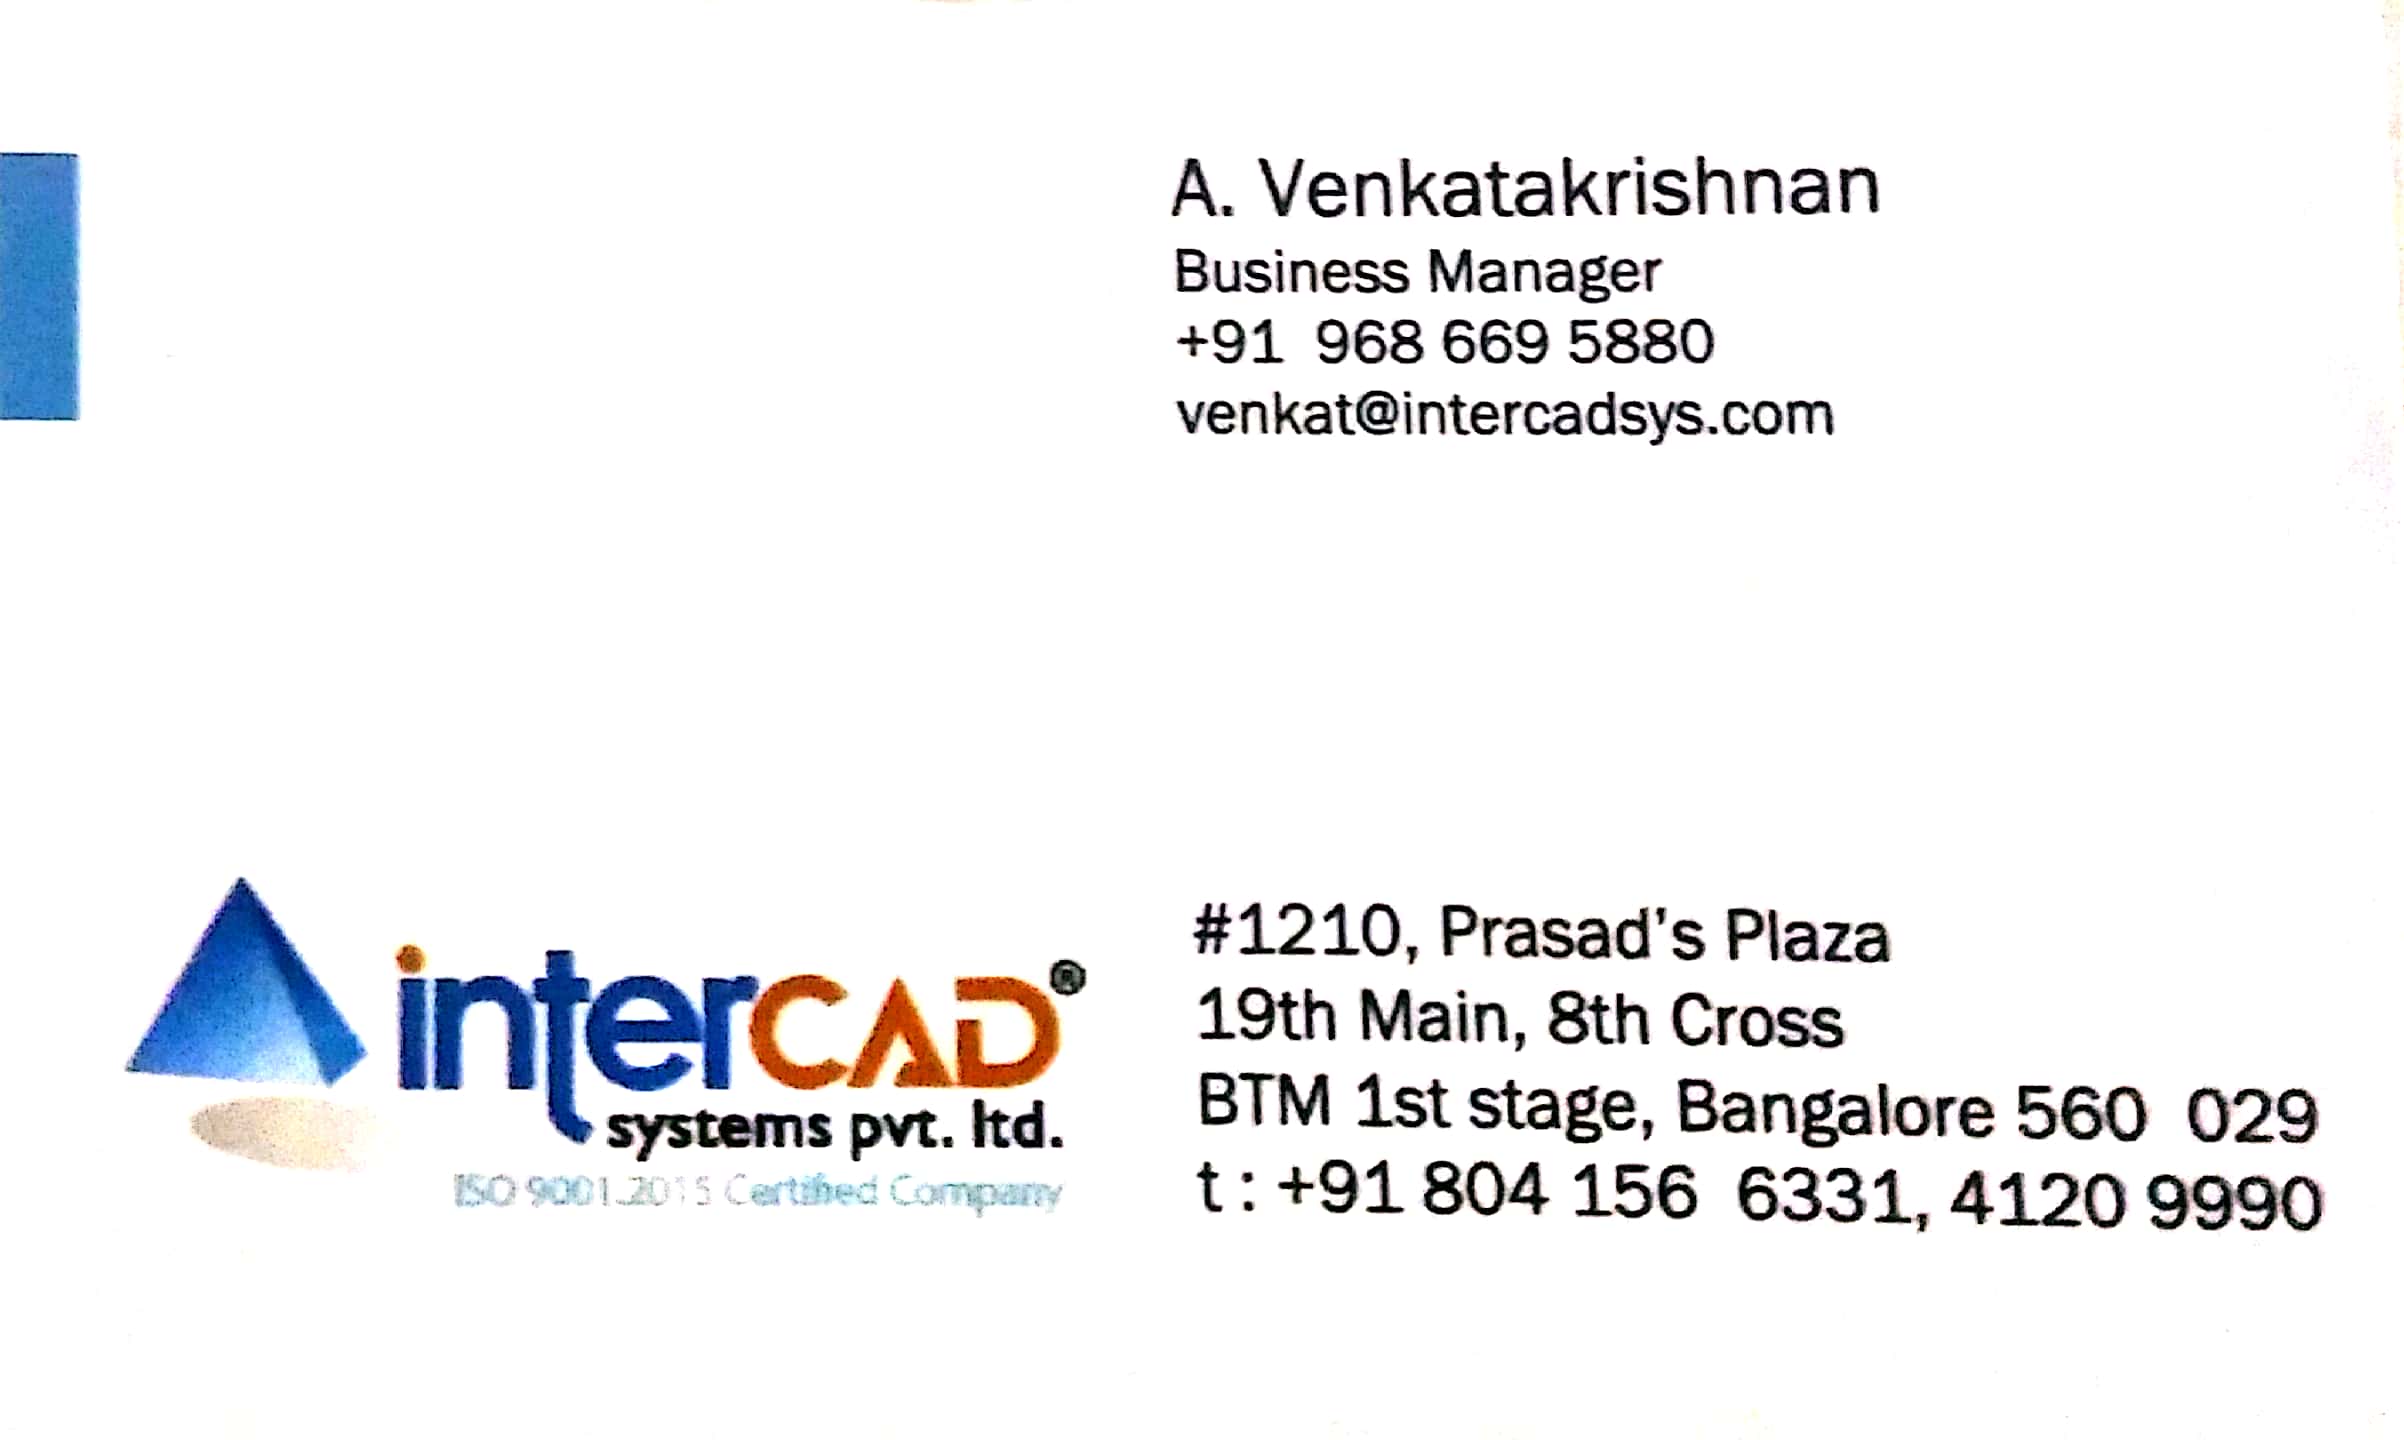 A. Venkatakrishnan
Business Manager
+91 968 669 5880
venkat@intercadsys.com
interCAD®
systems pvt. ltd.
ISO 9001:2015 Certified Company
#1210, Prasad's Plaza
19th Main, 8th Cross
BTM 1st stage, Bangalore 560 029
t : +91 804 156 6331, 4120 9990